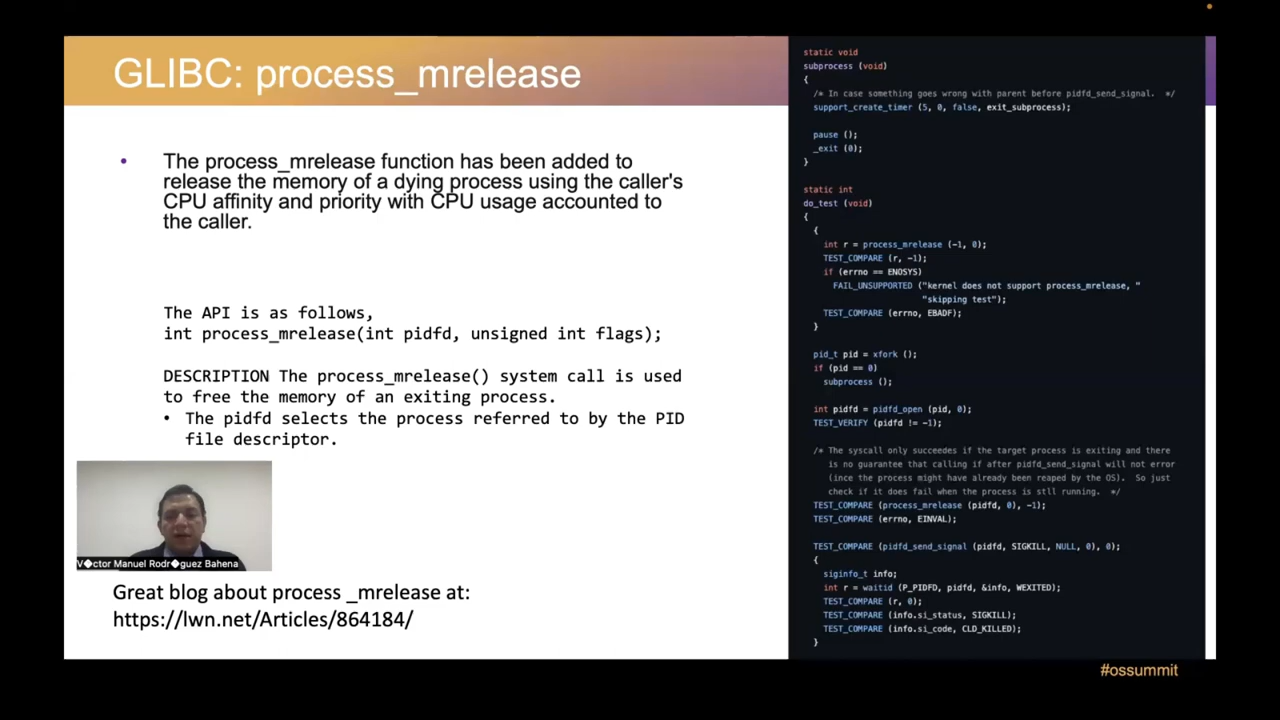 GLIBC: process_mrelease
• The process_mrelease function has been added to
release the memory of a dying process using the caller's
CPU affinity and priority with CPU usage accounted to
the caller.
The API is as follows,
int process_mrelease(int pidfd, unsigned int flags);
DESCRIPTION The process_mrelease() system call is used
to free the memory of an exiting process.
• The pidfd selects the process referred to by the PID
file descriptor.
V�ctor Manuel Rodr�guez Bahena
Great blog about process _mrelease at:
https://lwn.net/Articles/864184/
static void
subprocess (void)
{
/* In case something goes wrong with parent before pidfd_send_signal. */
support_create_timer (5, 0, false, exit_subprocess);
pause ();
_exit (0);
}
static int
do_test (void)
{
{
int r = process_mrelease (-1, 0);
TEST_COMPARE (r, -1);
if (errno == ENOSYS)
FAIL_UNSUPPORTED ("kernel does not support process_mrelease, "
"skipping test");
TEST_COMPARE (errno, EBADF);
}
pid_t pid = xfork ();
if (pid == 0)
subprocess ();
int pidfd = pidfd_open (pid, 0);
TEST_VERIFY (pidfd != -1);
/* The syscall only succeedes if the target process is exiting and there
is no guarantee that calling if after pidfd_send_signal will not error
(ince the process might have already been reaped by the OS). So just
check if it does fail when the process is stll running. */
TEST_COMPARE (process_mrelease (pidfd, 0), -1);
TEST_COMPARE (errno, EINVAL);
TEST_COMPARE (pidfd_send_signal (pidfd, SIGKILL, NULL, 0), 0);
{
siginfo_t info;
int r = waitid (P_PIDFD, pidfd, &info, WEXITED);
TEST_COMPARE (r, 0);
TEST_COMPARE (info.si_status, SIGKILL);
TEST_COMPARE (info.si_code, CLD_KILLED);
}
#ossummit